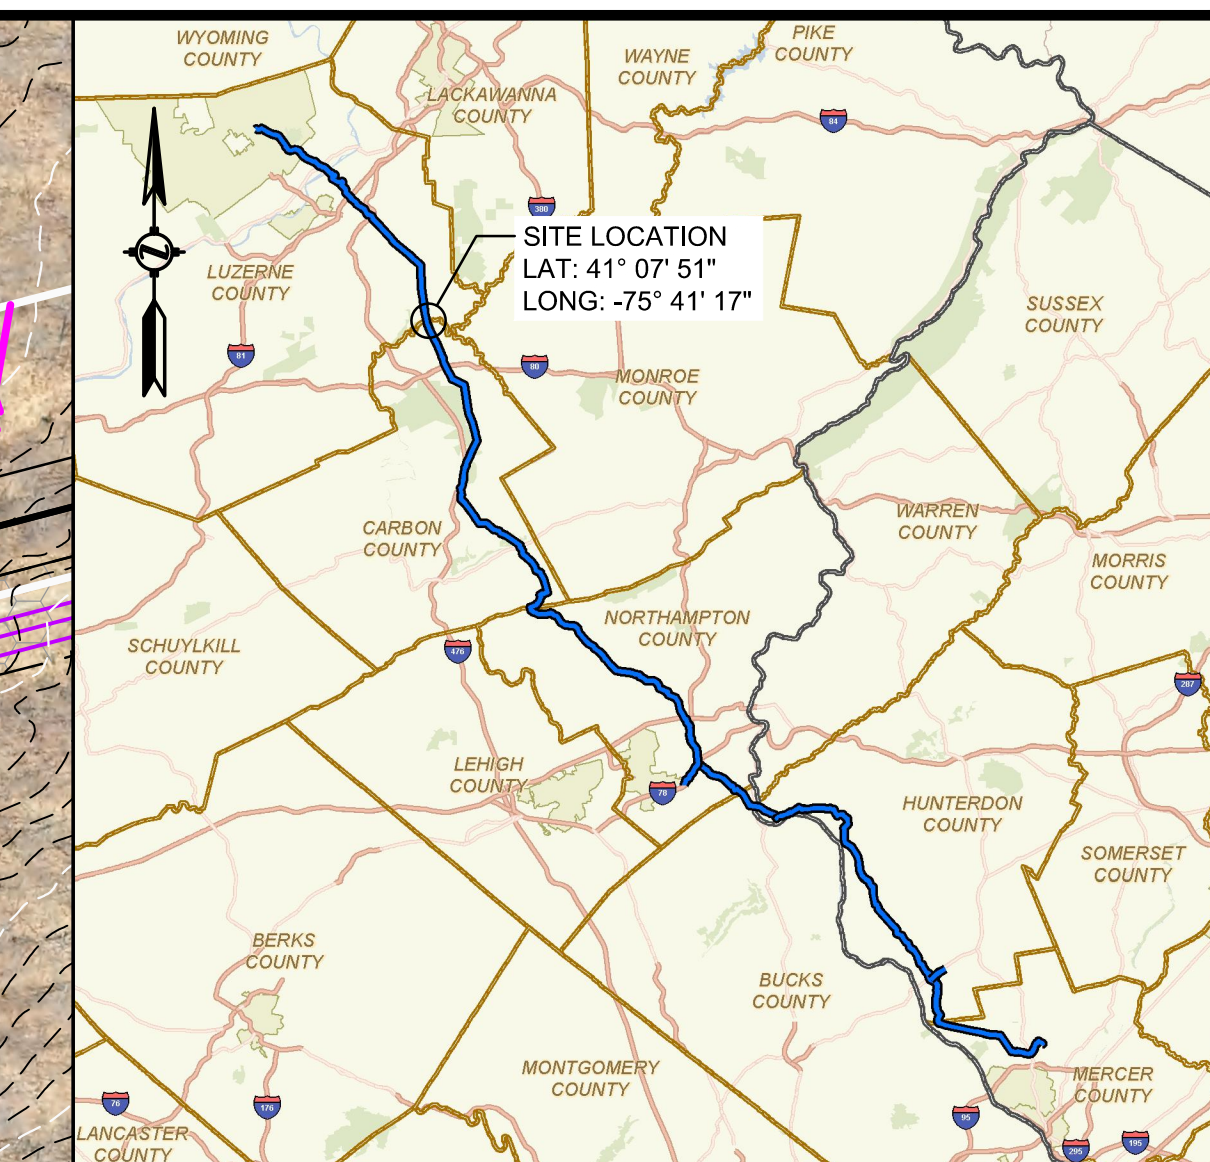 WYOMING
COUNTY
PIKE
COUNTY
WAYNE
COUNTY
LACKAWANNA
COUNTY
84
380
SITE LOCATION
LAT: 41° 07' 51"
LONG: -75° 41' 17"
N
LUZERNE
COUNTY
SUSSEX
COUNTY
81
80
MONROE
COUNTY
WARREN
COUNTY
CARBON
COUNTY
MORRIS
COUNTY
NORTHAMPTON
COUNTY
SCHUYLKILL
COUNTY
476
287
LEHIGH
COUNTY
78
HUNTERDON
COUNTY
SOMERSET
COUNTY
BERKS
COUNTY
BUCKS
COUNTY
MONTGOMERY
COUNTY
MERCER
COUNTY
76
176
95
195
295
LANCASTER
COUNTY